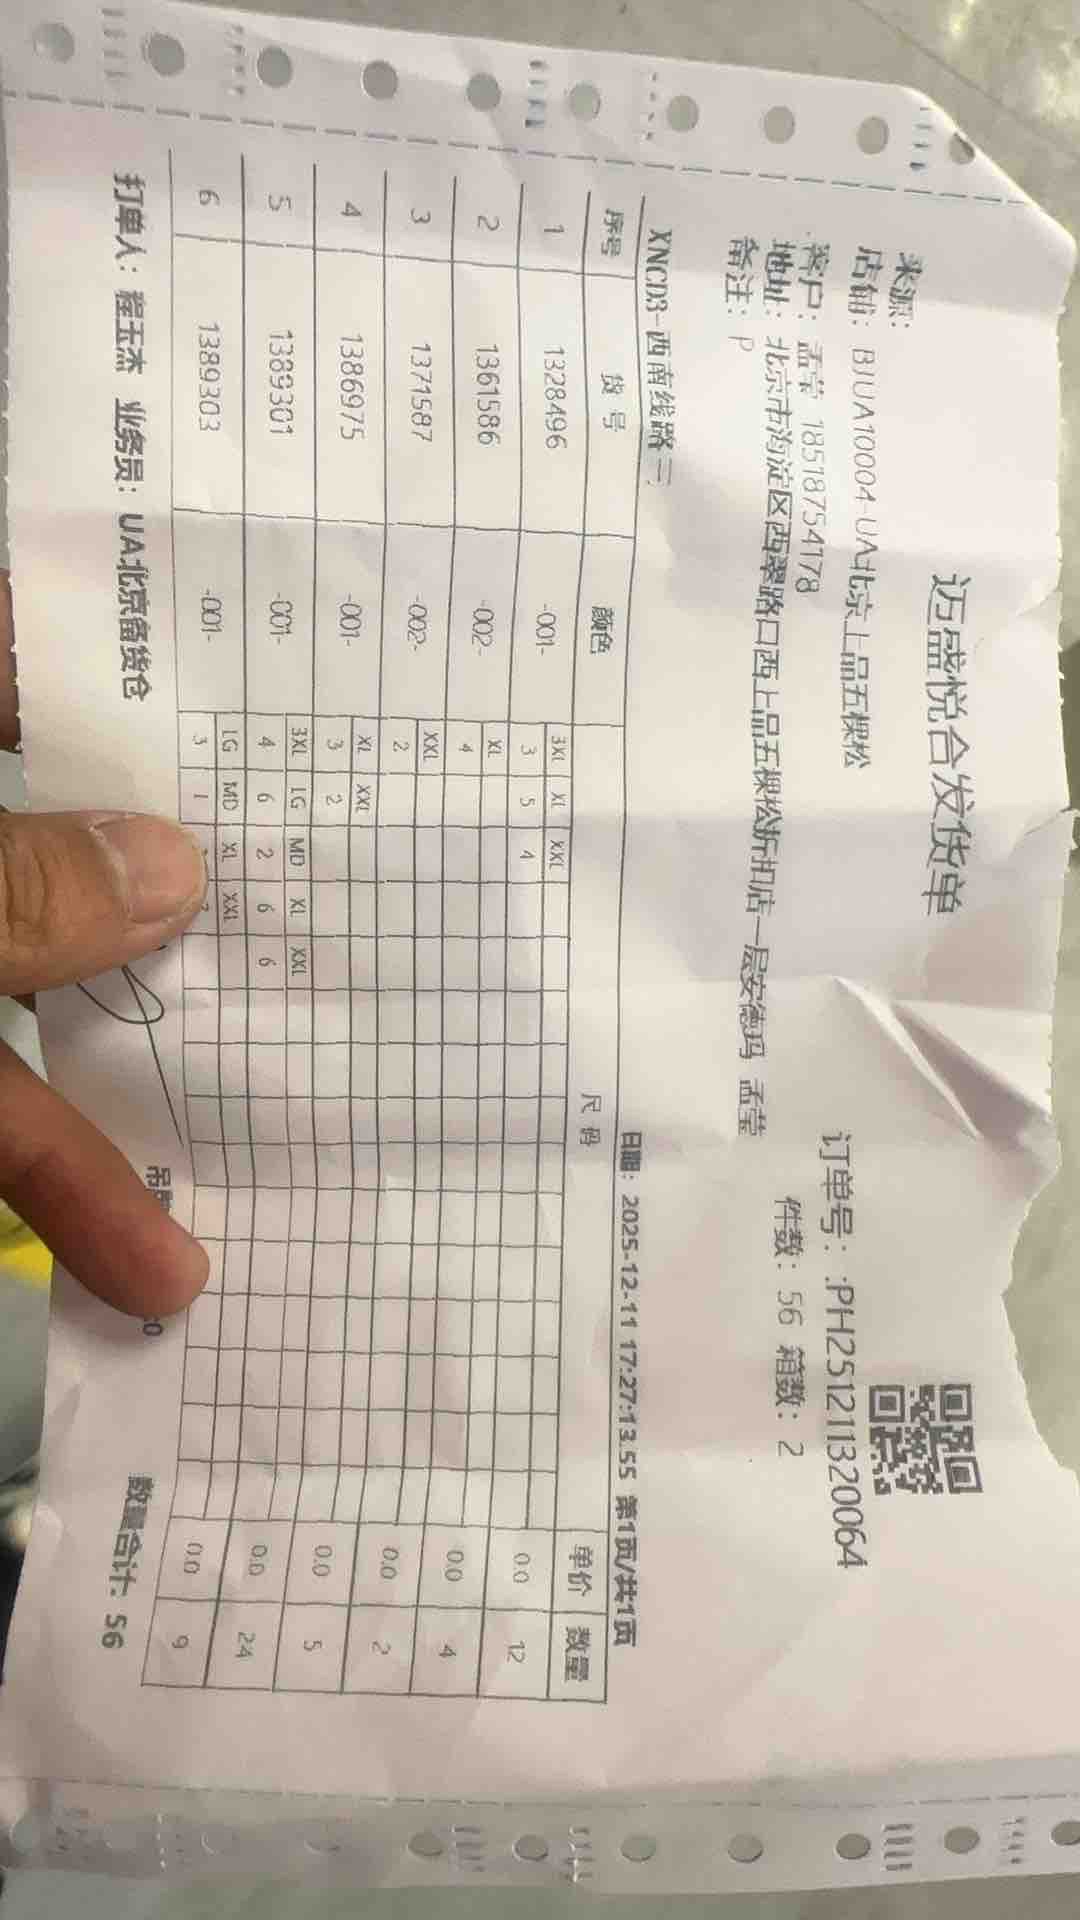 迈盛悦合发货单
来源:
店铺: BJUA10004-UA北京上品五棵松
订单号: :PH251211320064
客户: 孟莹 18518754178
件数: 56 箱数: 2
地址: 北京市海淀区西翠路口西上品五棵松折扣店一层安德玛 孟莹
备注: P
XNCD3-西南线路三
日期: 2025-12-11 17:27:13.55 第1页/共1页
序号 货号 颜色 尺码 单价 数量
3XL XL XXL
1 1328496 -001- 3 5 4 0.0 12
XL
2 1361586 -002- 4 0.0 4
XXL
3 1371587 -002- 2 0.0 2
XL XXL
4 1386975 -001- 3 2 0.0 5
3XL LG MD XL XXL
5 1389301 -001- 4 6 2 6 6 0.0 24
LG MD XL XXL
6 1389303 -001- 3 1 0.0 9
打单人: 程玉杰 业务员: UA北京备货仓 数量合计: 56